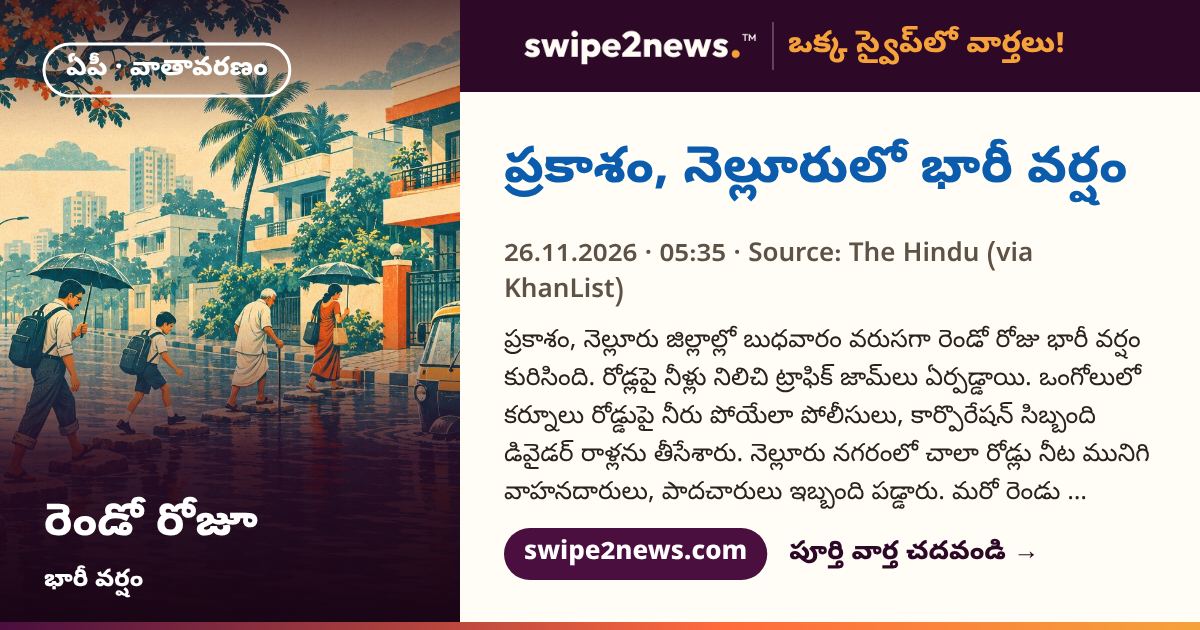 ఏపీ · వాతావరణం
రెండో రోజూ
భారీ వర్షం
swipe2news.™ ఒక్క స్వైప్‌లో వార్తలు!
ప్రకాశం, నెల్లూరులో భారీ వర్షం
26.11.2026 · 05:35 · Source: The Hindu (via
KhanList)
ప్రకాశం, నెల్లూరు జిల్లాల్లో బుధవారం వరుసగా రెండో రోజు భారీ వర్షం
కురిసింది. రోడ్లపై నీళ్లు నిలిచి ట్రాఫిక్ జామ్‌లు ఏర్పడ్డాయి. ఒంగోలులో
కర్నూలు రోడ్డుపై నీరు పోయేలా పోలీసులు, కార్పొరేషన్ సిబ్బంది
డివైడర్ రాళ్లను తీసేశారు. నెల్లూరు నగరంలో చాలా రోడ్లు నీట మునిగి
వాహనదారులు, పాదచారులు ఇబ్బంది పడ్డారు. మరో రెండు ...
swipe2news.com పూర్తి వార్త చదవండి →